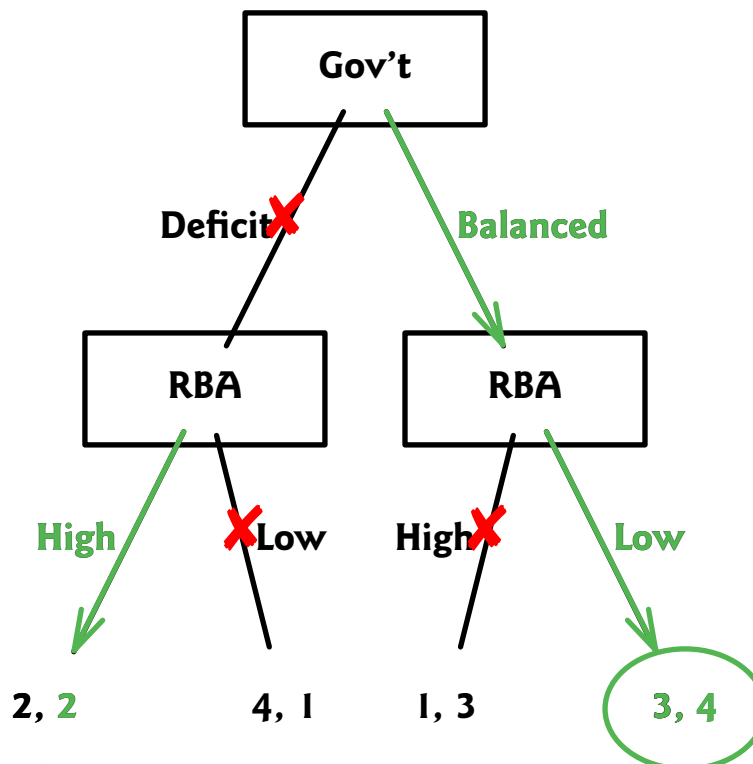 Gov't
Deficit Balanced
RBA RBA
High Low High Low
2, 2 4, 1 1, 3 3, 4